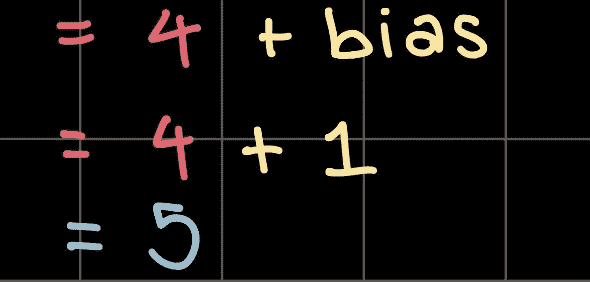 = 4 + bias
= 4 + 1
= 5